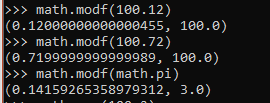 >>> math.modf(100.12)
(0.12000000000000455, 100.0)
>>> math.modf(100.72)
(0.7199999999999989, 100.0)
>>> math.modf(math.pi)
(0.14159265358979312, 3.0)